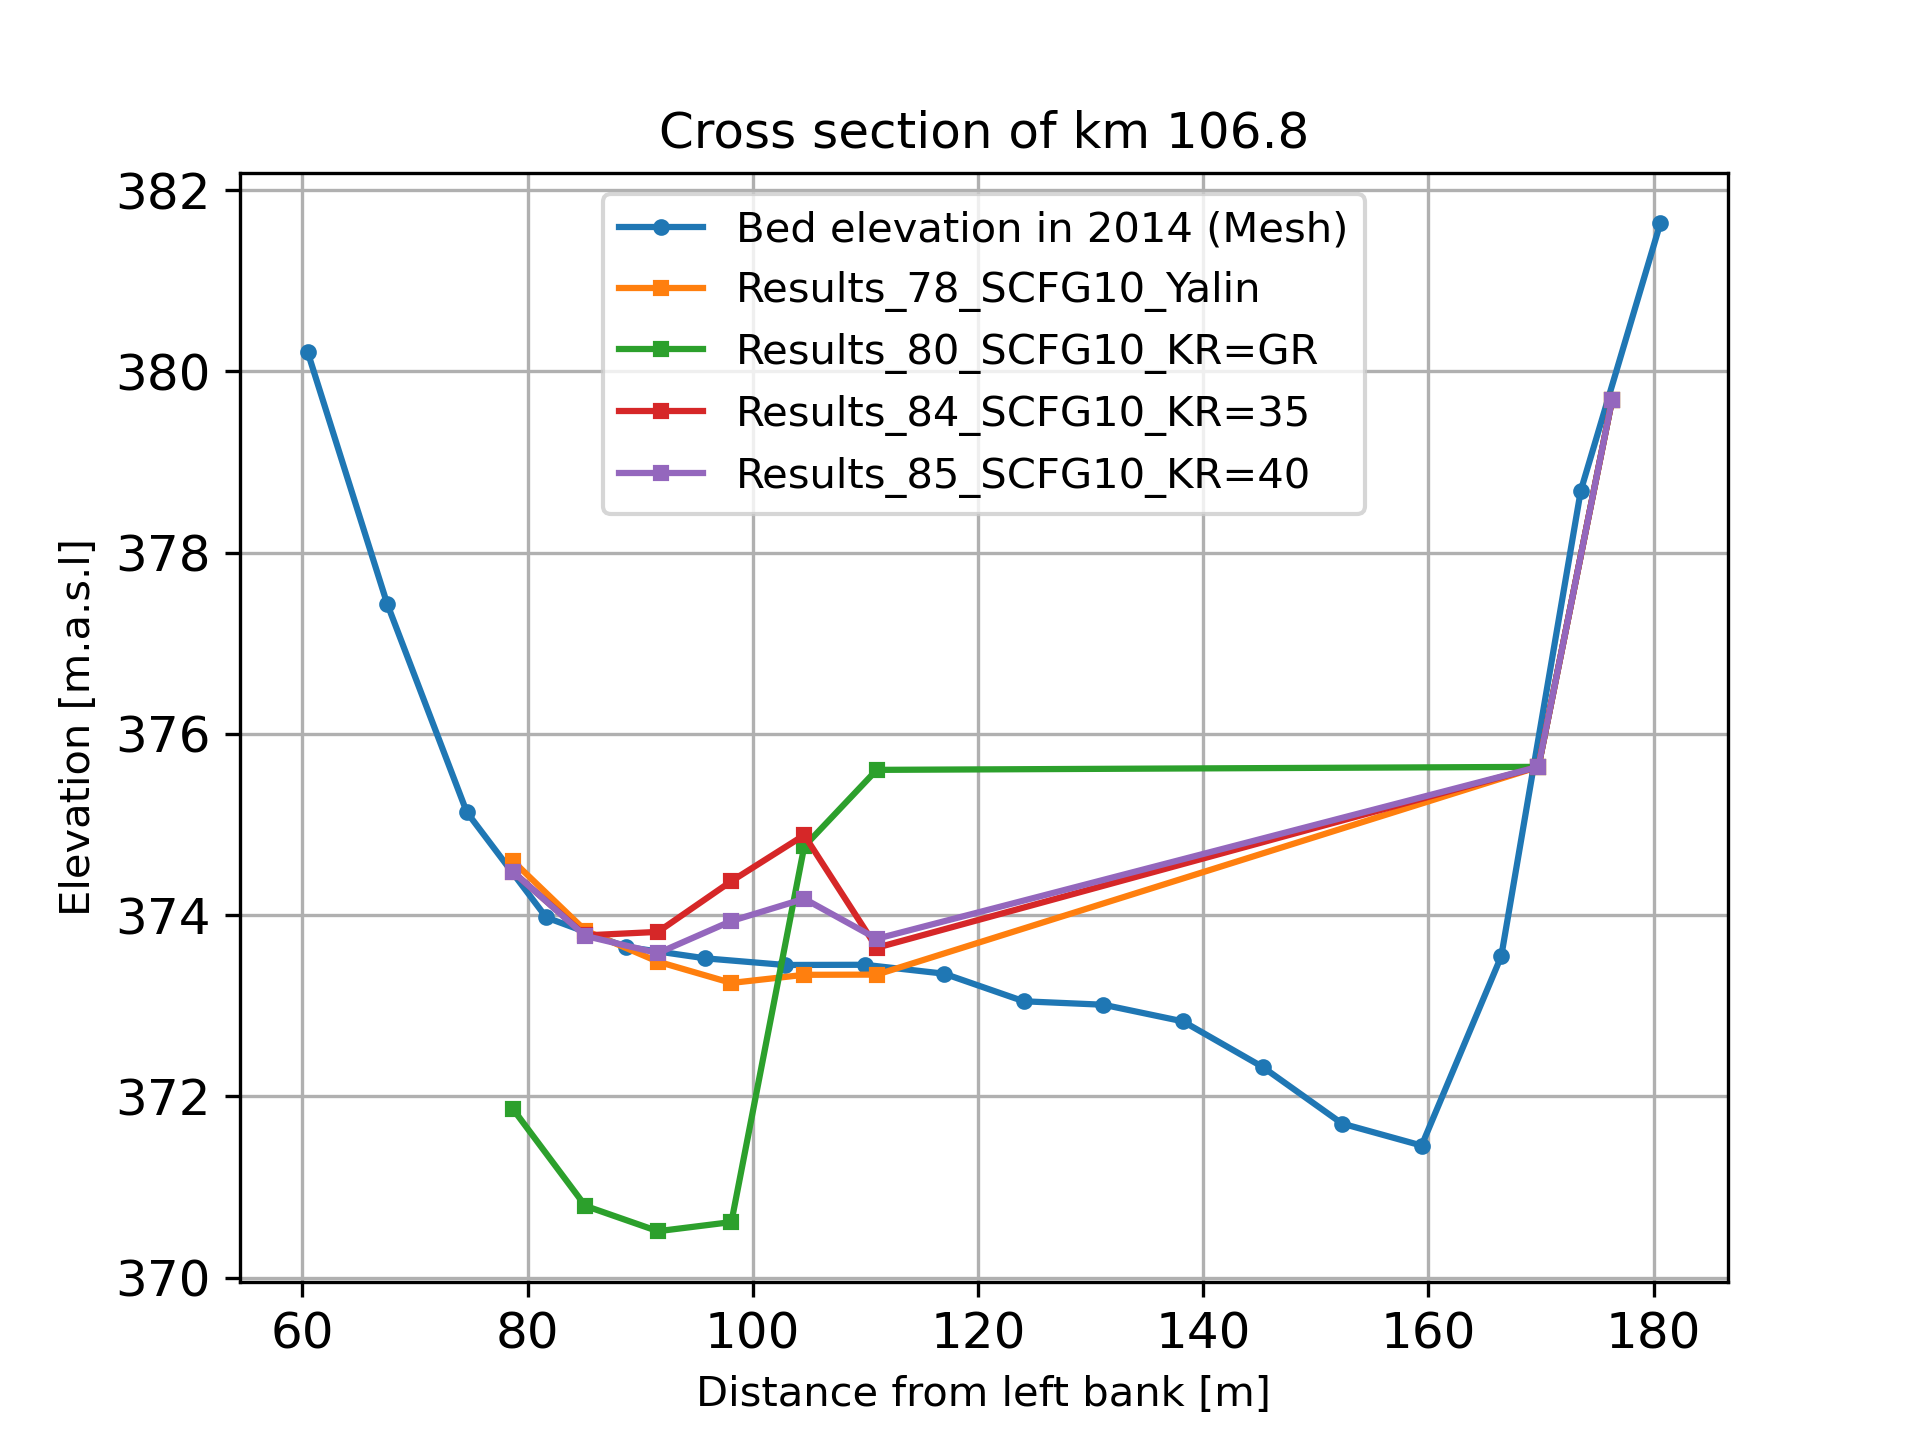 Cross section of km 106.8
382
380
378
376
374
372
370
Elevation [m.a.s.l]
Bed elevation in 2014 (Mesh)
Results_78_SCFG10_Yalin
Results_80_SCFG10_KR=GR
Results_84_SCFG10_KR=35
Results_85_SCFG10_KR=40
60 80 100 120 140 160 180
Distance from left bank [m]